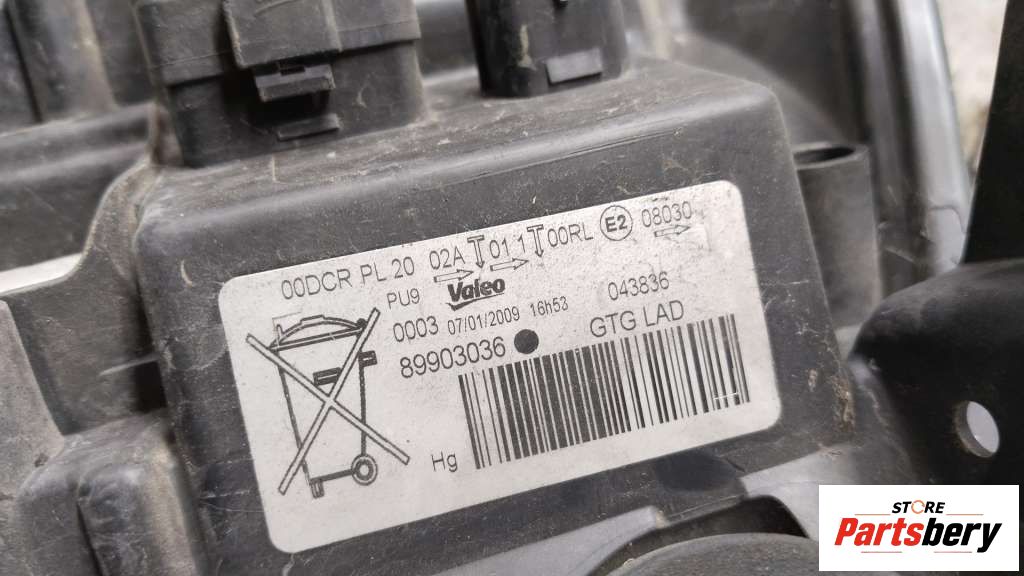 00DCR PL 20 02A 01 1 00RL E2 08030
PU9 Valeo 043836
0003 07/01/2009 16h53
89903036 GTG LAD
Hg
STORE
Partsbery